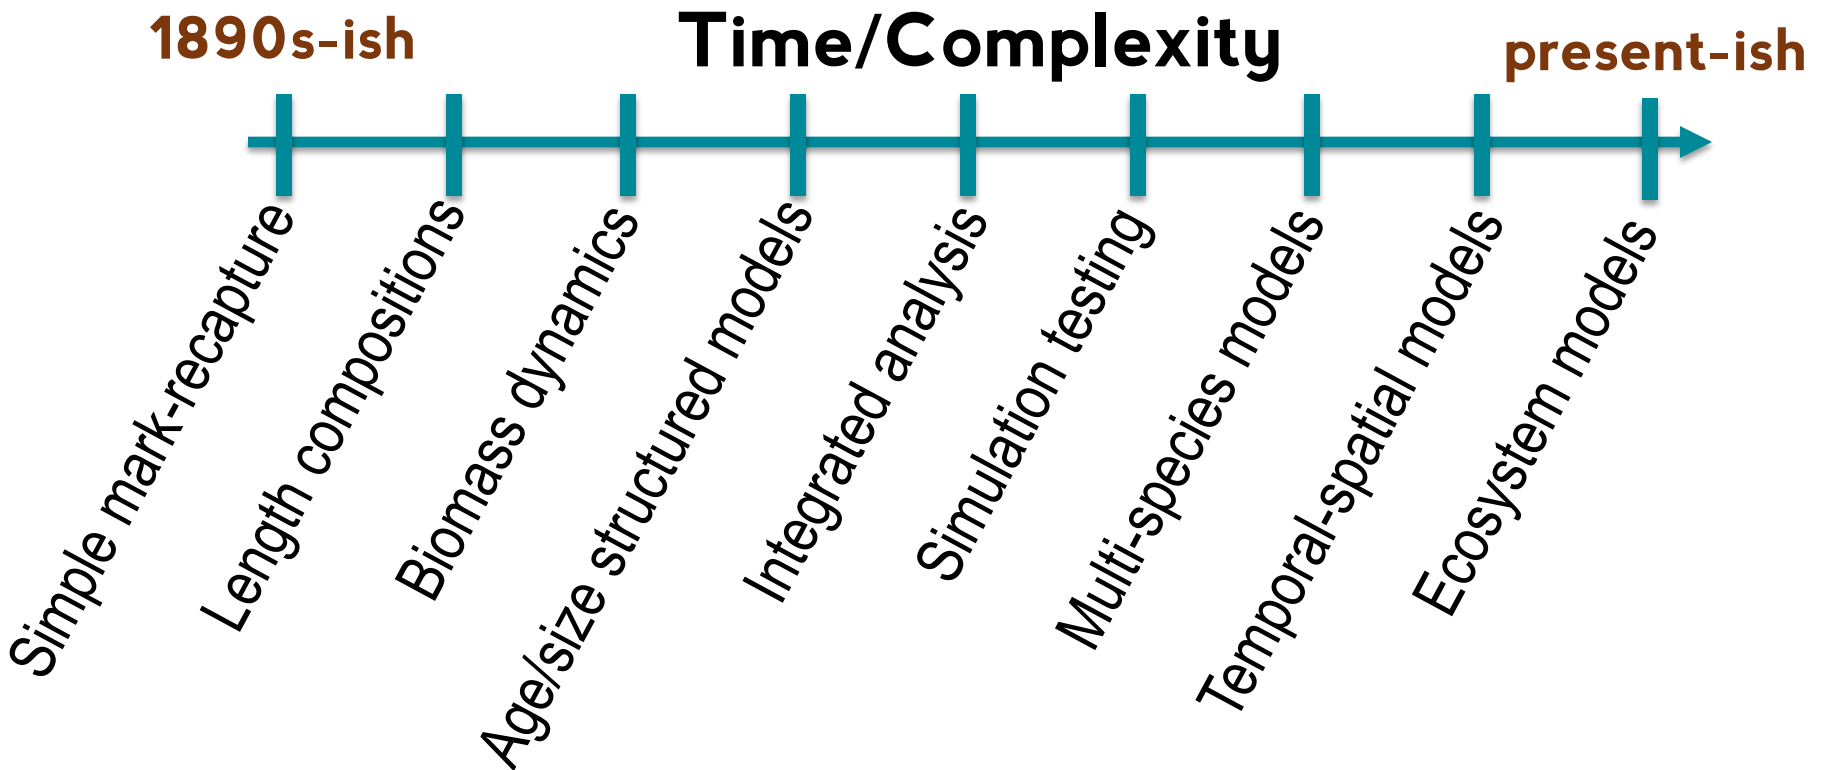 1890s-ish
Time/Complexity
present-ish
Simple mark-recapture
Length compositions
Biomass dynamics
Age/size structured models
Integrated analysis
Simulation testing
Multi-species models
Temporal-spatial models
Ecosystem models